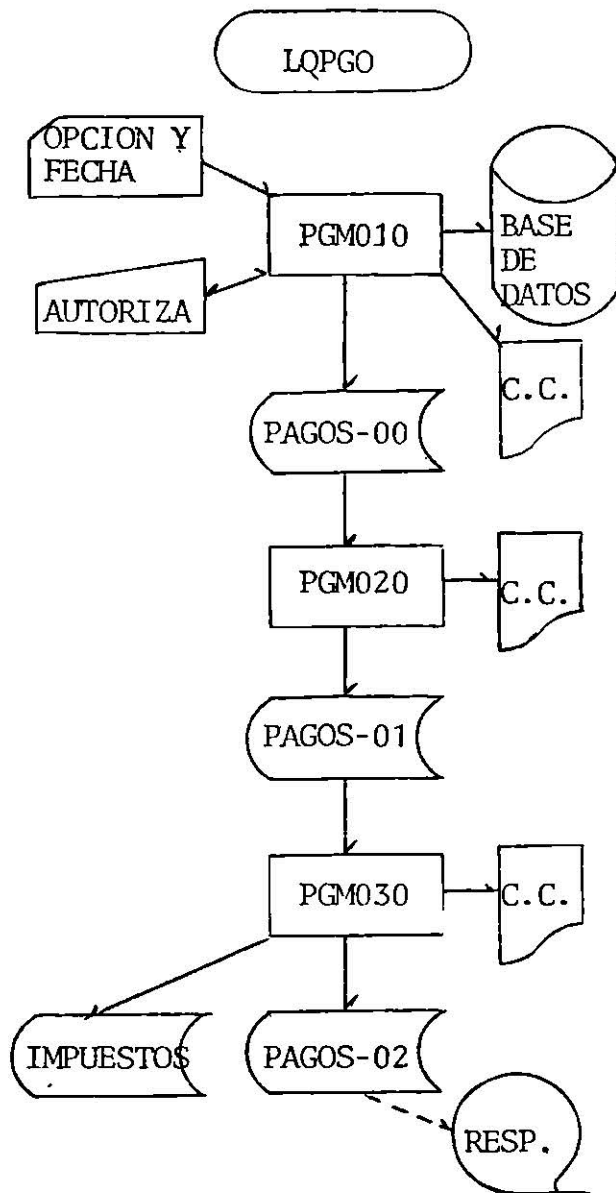 LQPGO
OPCION Y
FECHA
PGM010
BASE
DE
DATOS
AUTORIZA
C.C.
PAGOS-00
PGM020
C.C.
PAGOS-01
PGM030
C.C.
IMPUESTOS
PAGOS-02
RESP.